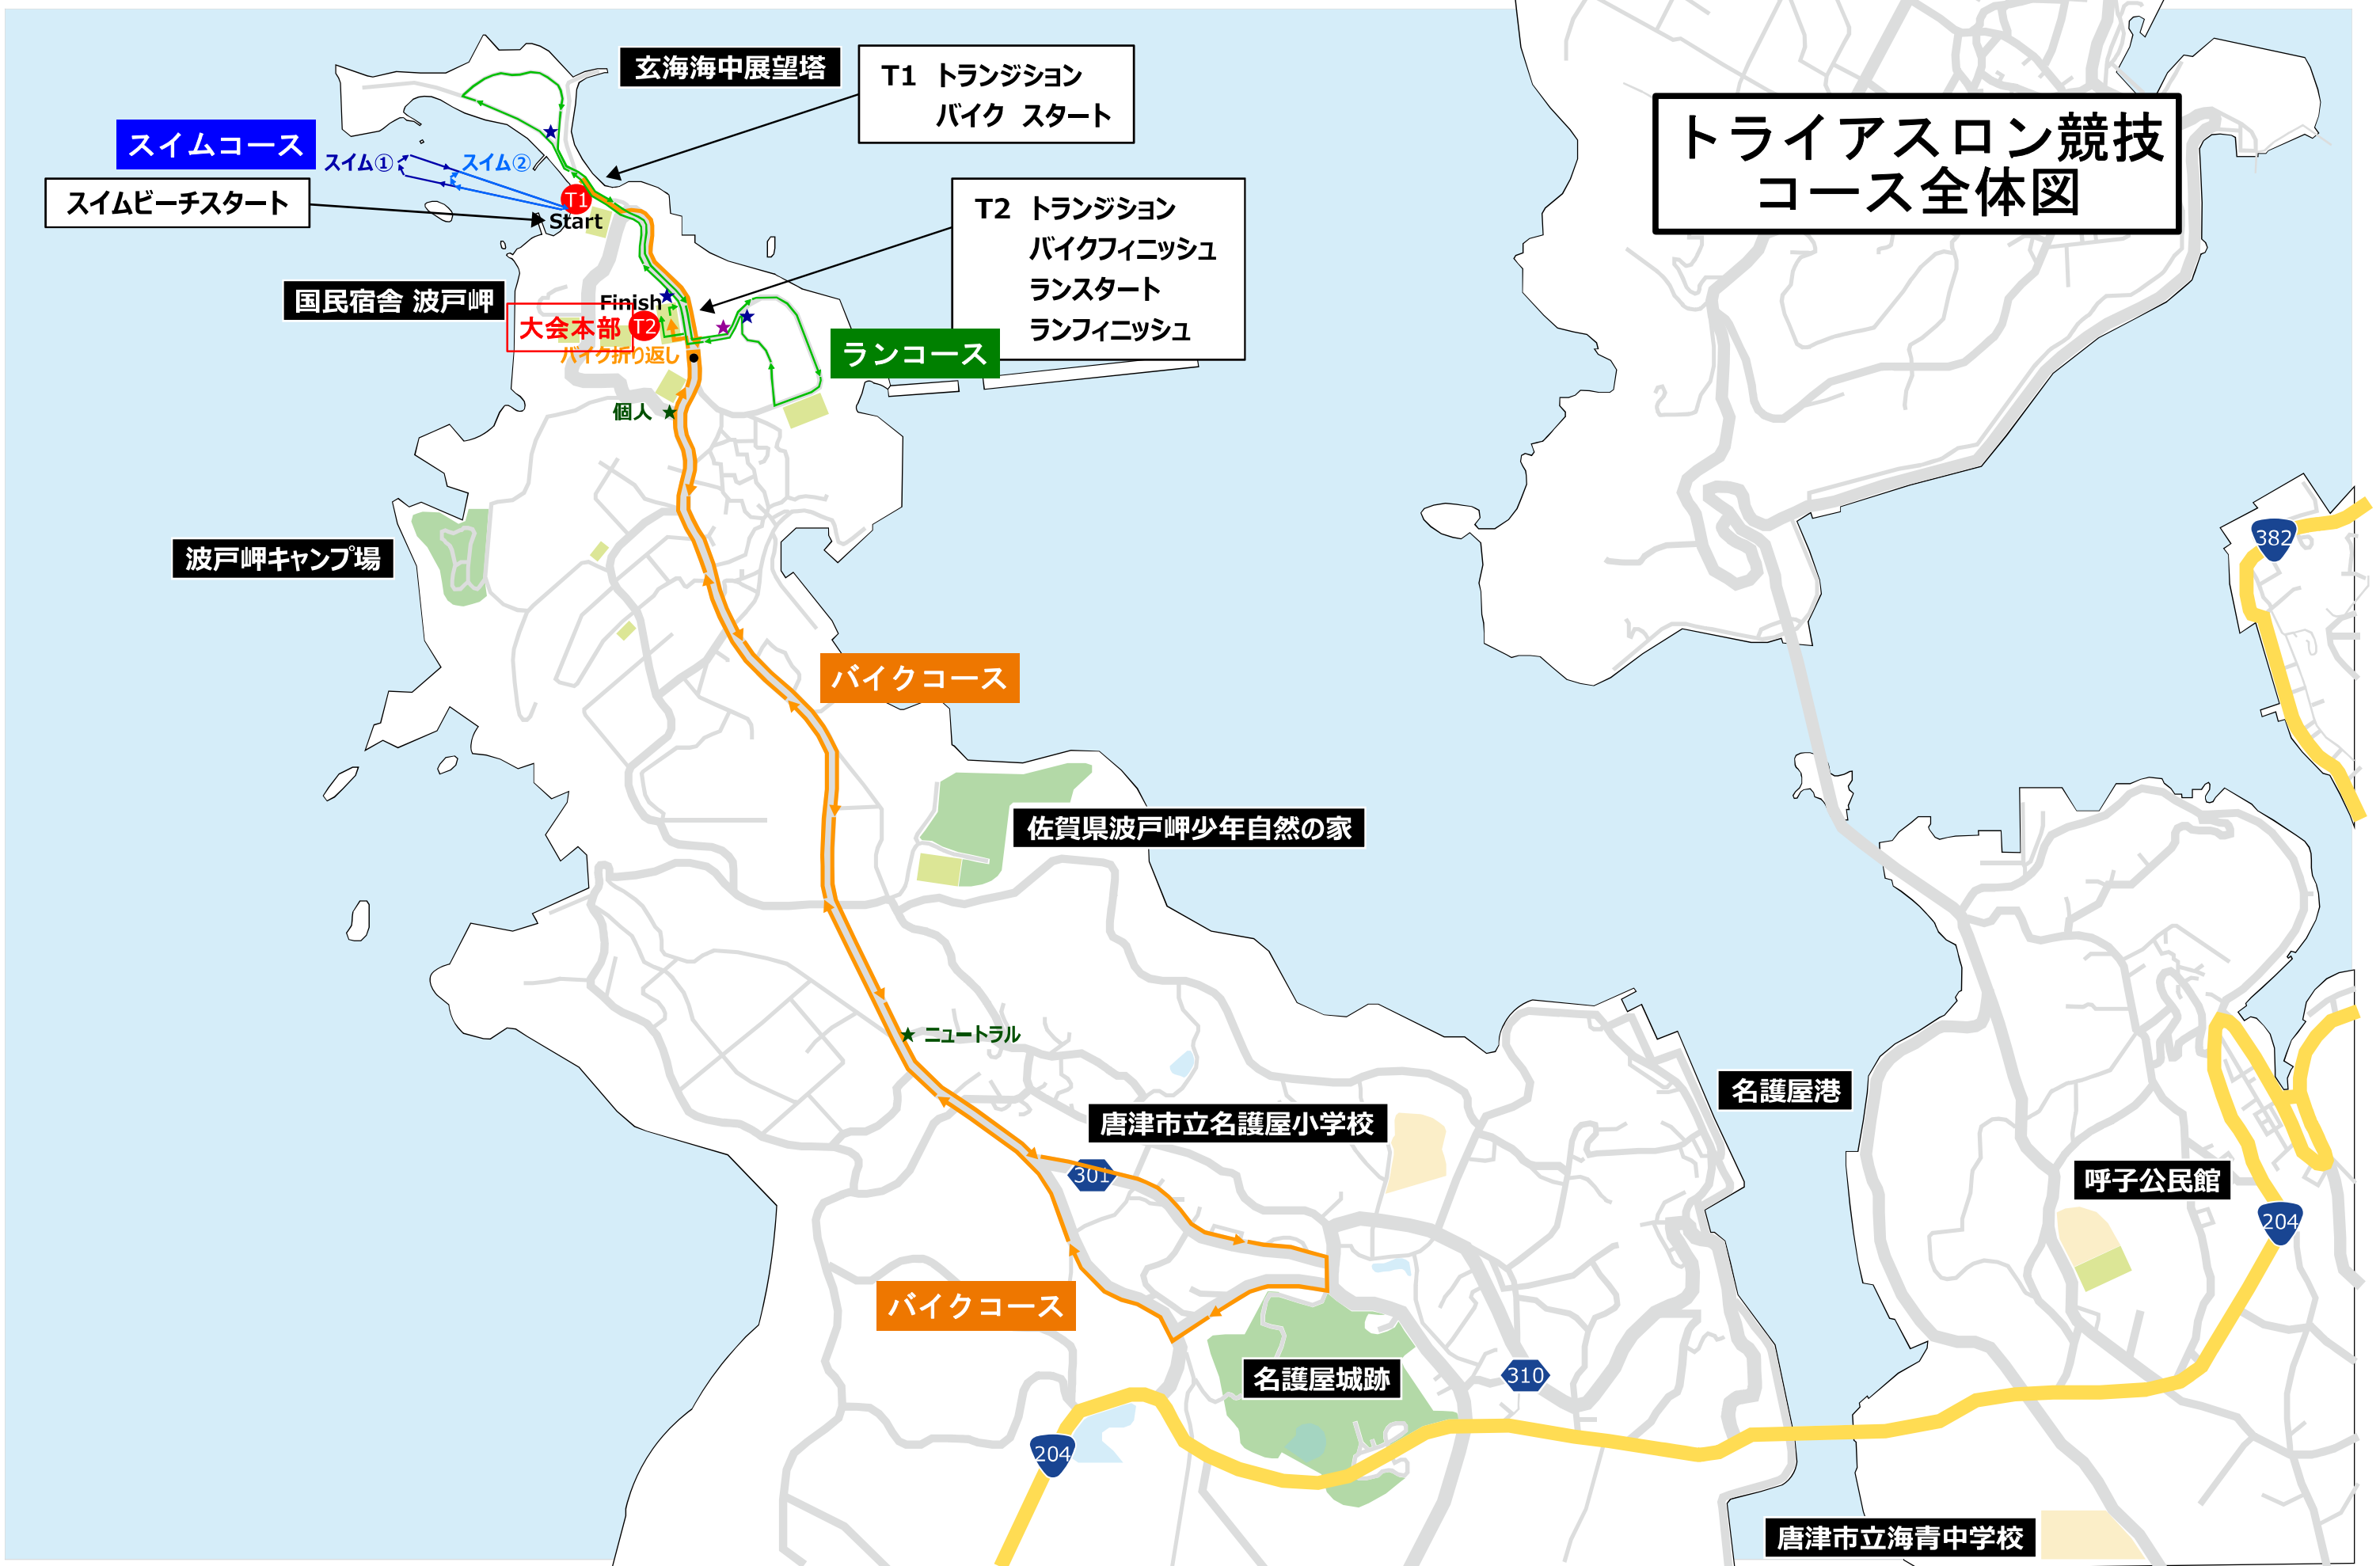 トライアスロン競技
コース全体図
玄海海中展望塔
T1 トランジション
バイク スタート
スイムコース
スイム①
スイム②
スイムビーチスタート
T1
Start
T2 トランジション
バイクフィニッシュ
ランスタート
ランフィニッシュ
国民宿舎 波戸岬
Finish
大会本部
T2
バイク折り返し
ランコース
個人
波戸岬キャンプ場
382
バイクコース
佐賀県波戸岬少年自然の家
ニュートラル
名護屋港
唐津市立名護屋小学校
301
呼子公民館
204
バイクコース
名護屋城跡
310
204
唐津市立海青中学校